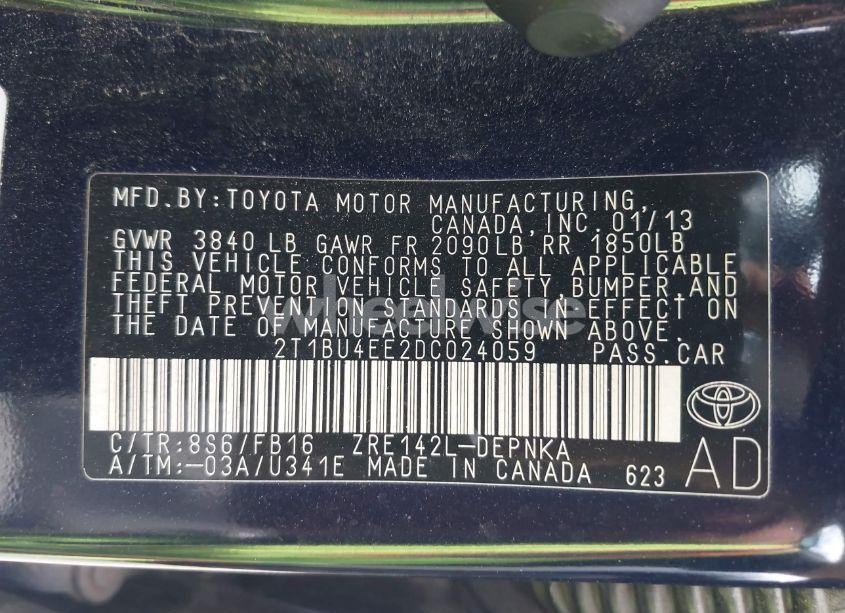 MFD.BY:TOYOTA MOTOR MANUFACTURING,
CANADA,INC. 01/13
GVWR 3840 LB GAWR FR 2090LB RR 1850LB
THIS VEHICLE CONFORMS TO ALL APPLICABLE
FEDERAL MOTOR VEHICLE SAFETY,BUMPER,AND
THEFT PREVENTION STANDARDS IN EFFECT ON
THE DATE OF MANUFACTURE SHOWN ABOVE.
wheelwise
2T1BU4EE2DC024059 PASS.CAR
C/TR:8S6/FB16 ZRE142L-DEPNKA
A/TM:-03A/U341E MADE IN CANADA 623
AD